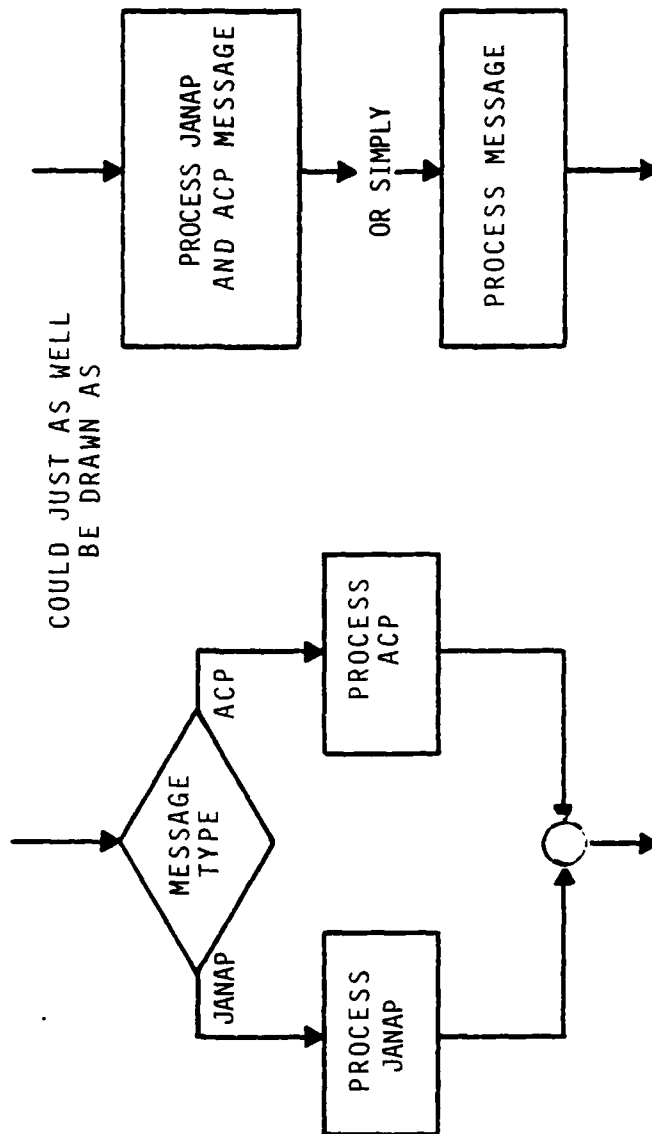 MESSAGE
TYPE
JANAP
ACP
PROCESS
JANAP
PROCESS
ACP
COULD JUST AS WELL
BE DRAWN AS
PROCESS JANAP
AND ACP MESSAGE
OR SIMPLY
PROCESS MESSAGE